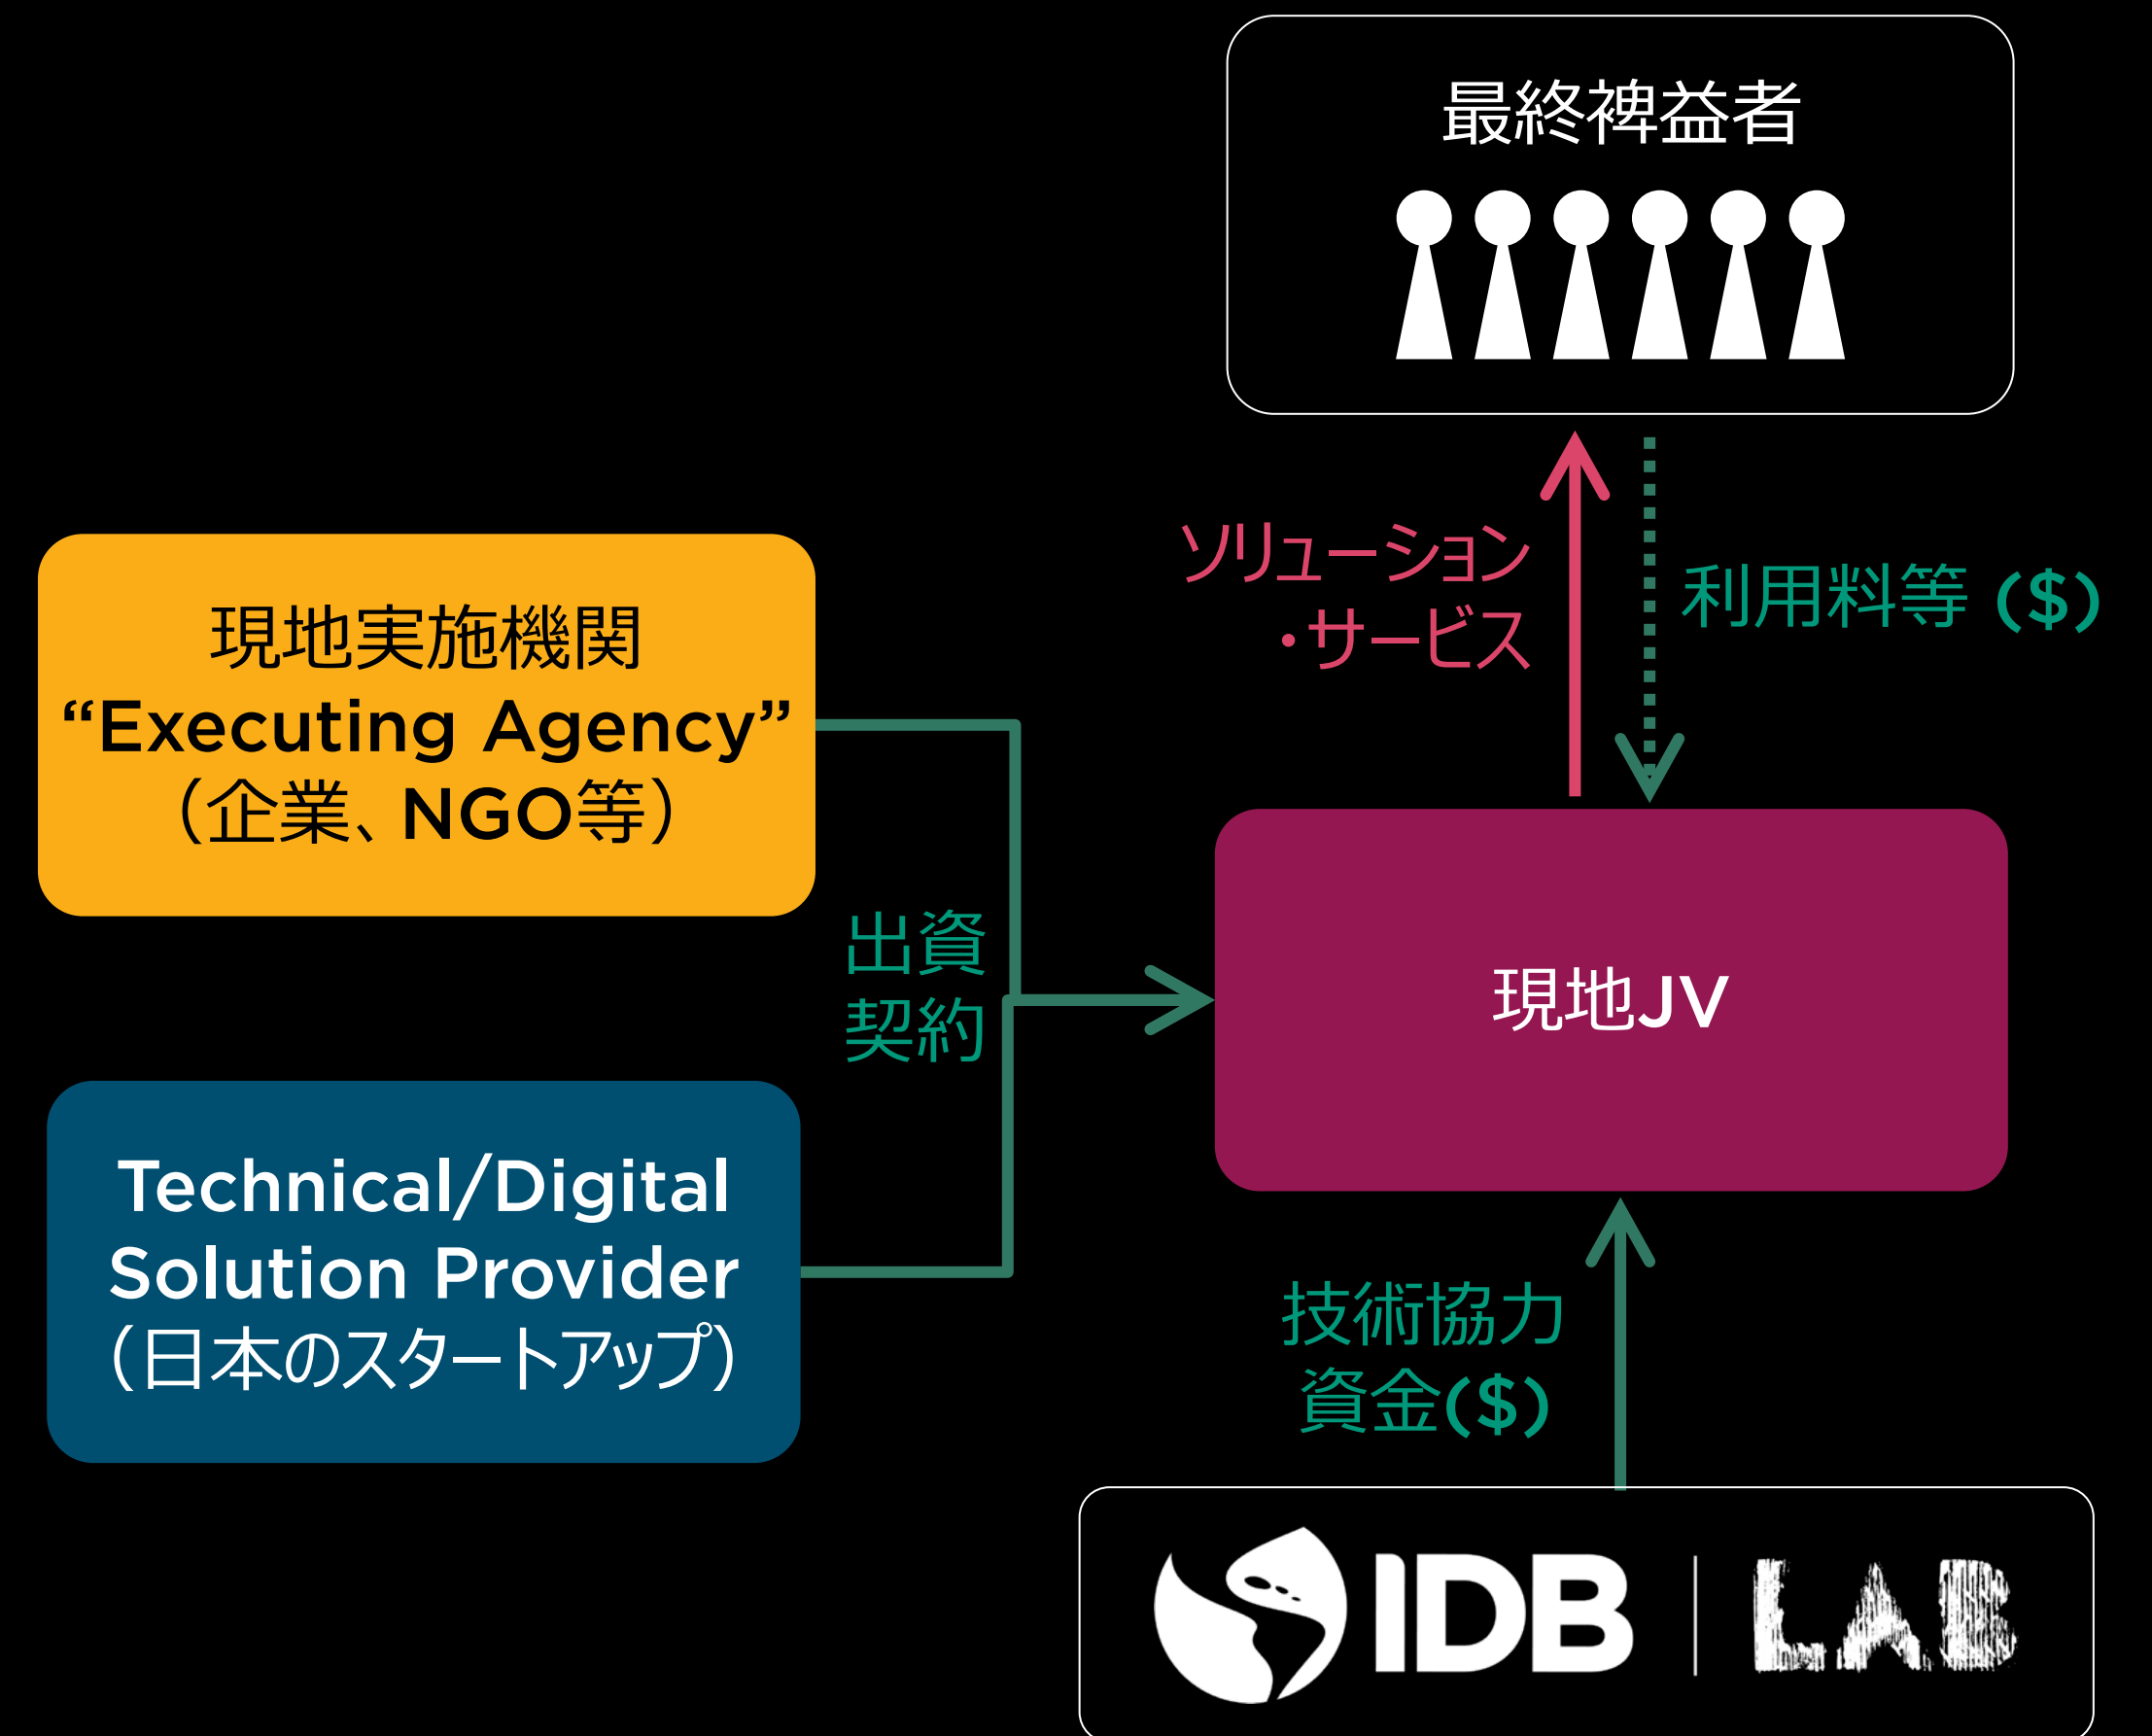 最終裨益者
ソリューション
・サービス
利用料等 ($)
現地実施機関
“Executing Agency”
（企業、NGO等）
出資
契約
現地JV
Technical/Digital
Solution Provider
（日本のスタートアップ）
技術協力
資金($)
IDB | LAB